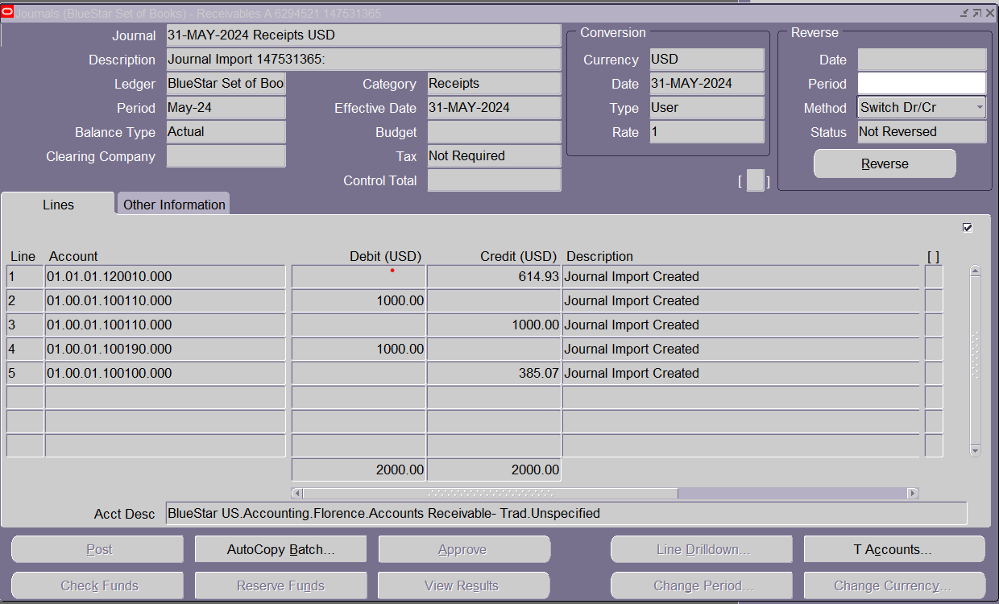 Journals (BlueStar Set of Books) - Receivables A 6294521 147531365
Journal 31-MAY-2024 Receipts USD
Description Journal Import 147531365:
Ledger BlueStar Set of Bool Category Receipts
Period May-24 Effective Date 31-MAY-2024
Balance Type Actual Budget
Clearing Company Tax Not Required
Control Total
Conversion
Currency USD
Date 31-MAY-2024
Type User
Rate 1
[ ]
Reverse
Date
Period
Method Switch Dr/Cr
Status Not Reversed
Reverse
Lines Other Information
Line Account Debit (USD) Credit (USD) Description [ ]
1 01.01.01.120010.000 614.93 Journal Import Created
2 01.00.01.100110.000 1000.00 Journal Import Created
3 01.00.01.100110.000 1000.00 Journal Import Created
4 01.00.01.100190.000 1000.00 Journal Import Created
5 01.00.01.100100.000 385.07 Journal Import Created
2000.00 2000.00
Acct Desc BlueStar US.Accounting.Florence.Accounts Receivable- Trad.Unspecified
Post AutoCopy Batch... Approve Line Drilldown... T Accounts...
Check Funds Reserve Funds View Results Change Period... Change Currency...